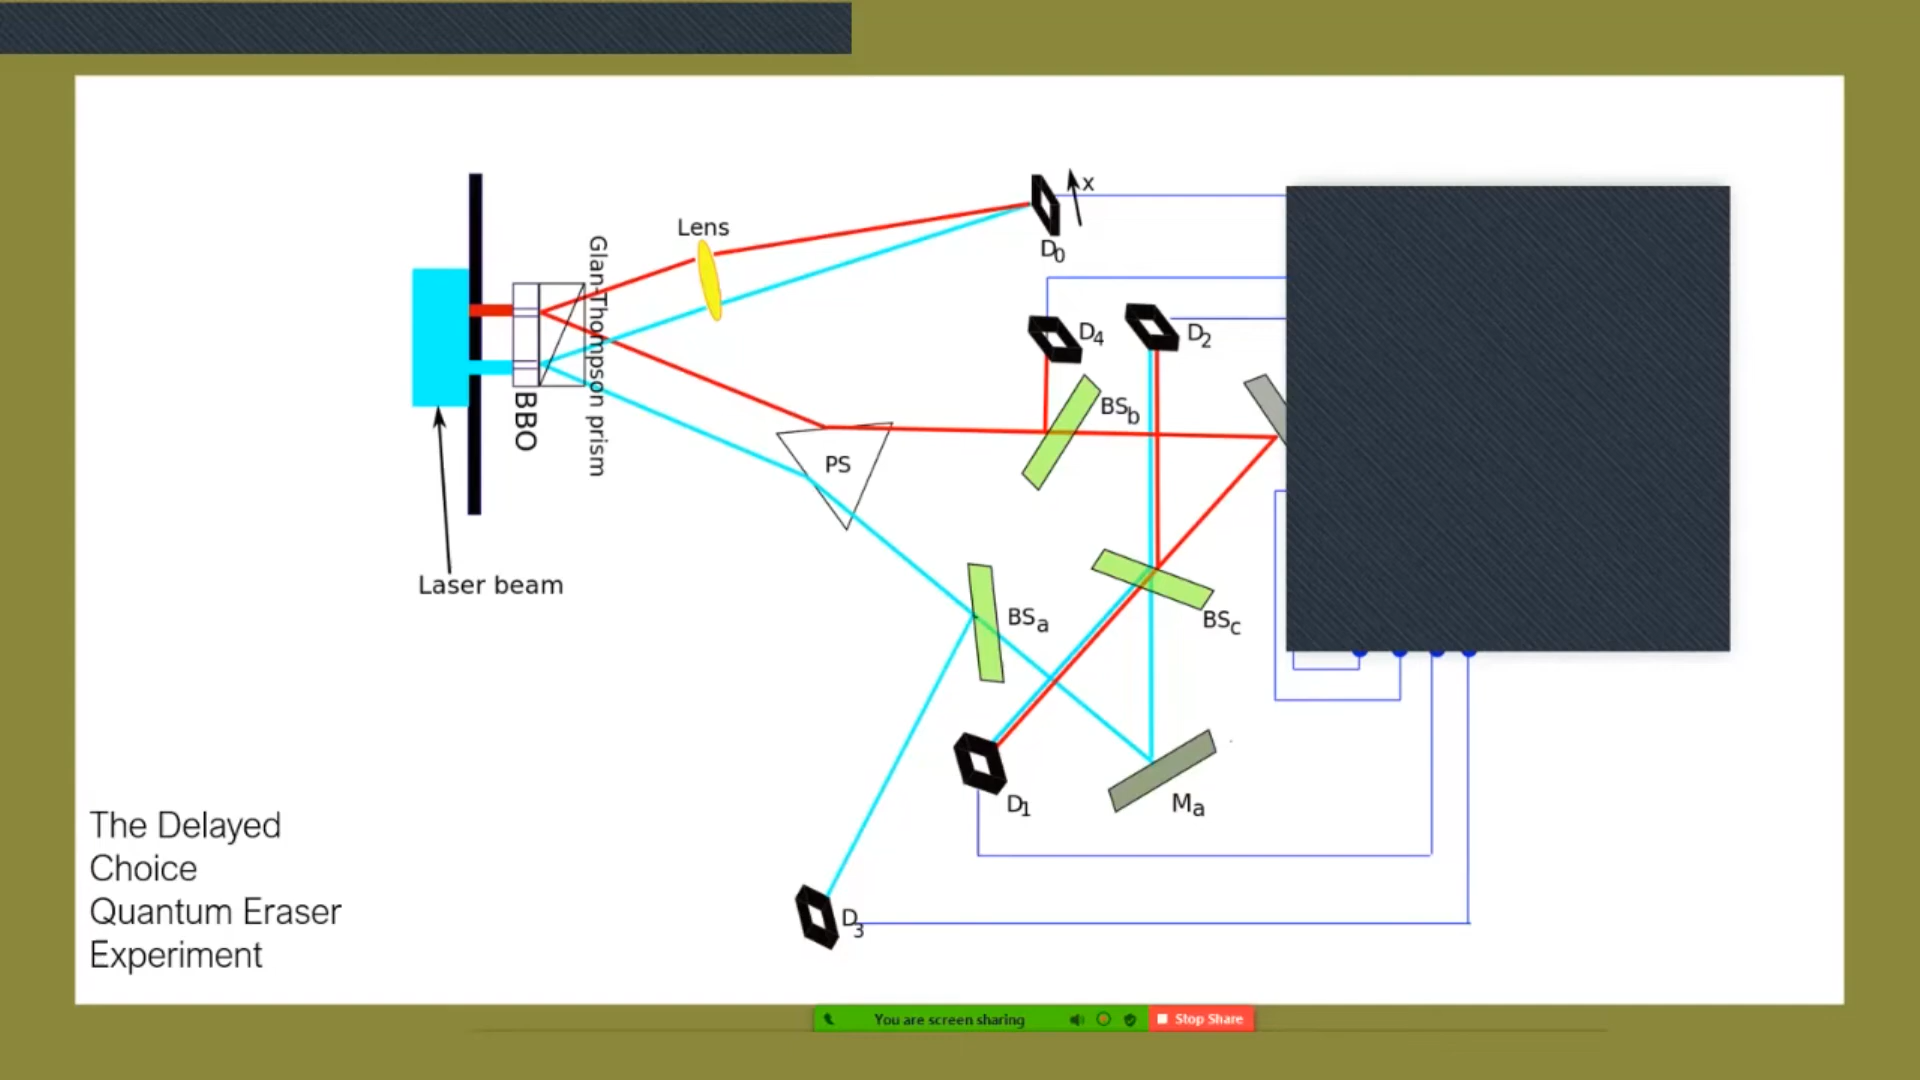 x
Lens
D0
Glan-Thompson prism
D4
D2
BBO
BSb
PS
Laser beam
BSa
BSc
D1
Ma
D3
The Delayed
Choice
Quantum Eraser
Experiment
You are screen sharing
Stop Share